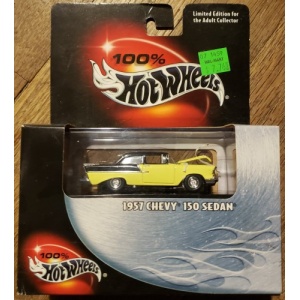 Limited Edition for
the Adult Collector
100%
HOT WHEELS
1957 CHEVY 150 SEDAN
100%
HOT WHEELS